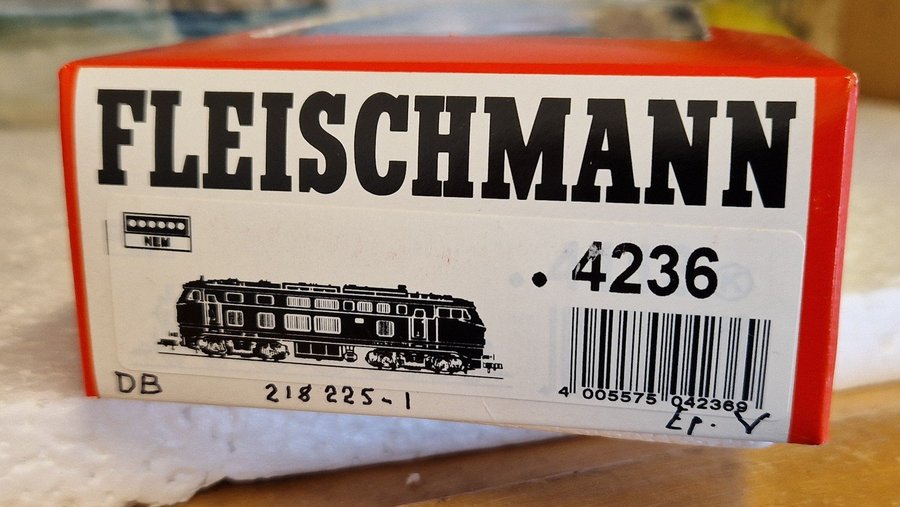 FLEISCHMANN
NEM
. 4236
4 005575 042369
DB
218 225-1
Ep. V